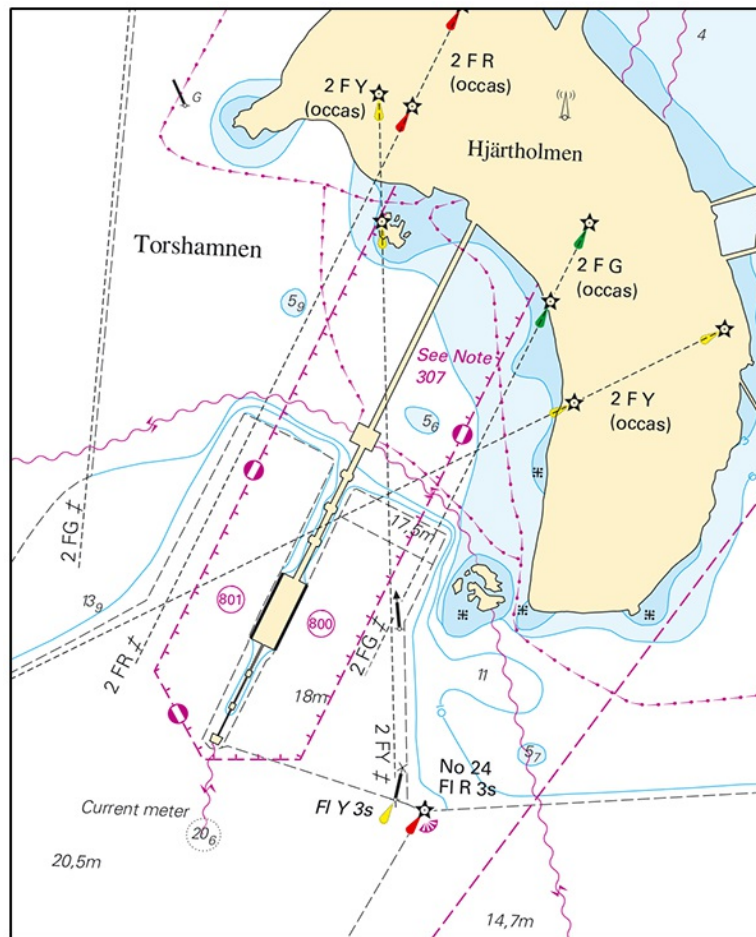 4
2 F R
(occas)
2 F Y
(occas)
G
Hjärtholmen
Torshamnen
2 F G
(occas)
5₉
See Note
307
2 F Y
(occas)
5₆
2 FG
17,5m
13₉
801
800
2 FR
2 FG
11
18m
2 FY
5₇
No 24
Fl R 3s
Fl Y 3s
Current meter
20₆
20,5m
14,7m